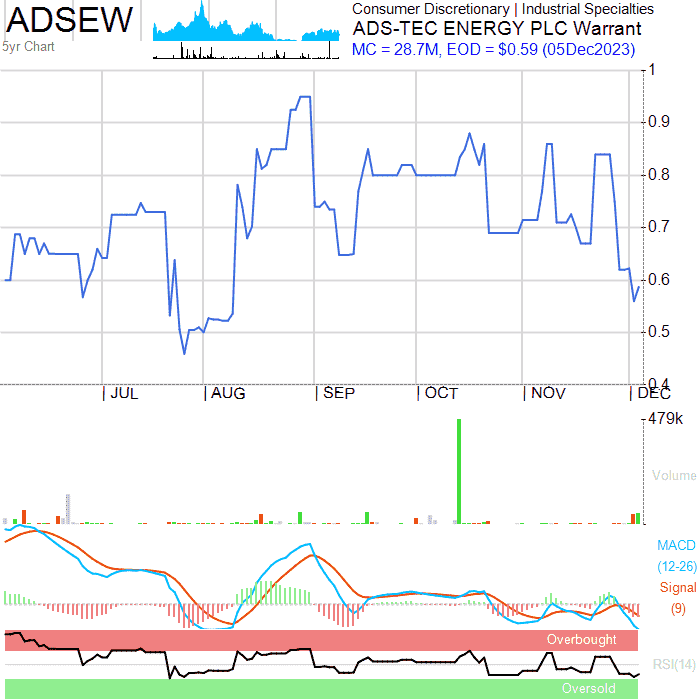 ADSEW
5yr Chart
Consumer Discretionary | Industrial Specialties
ADS-TEC ENERGY PLC Warrant
MC = 28.7M, EOD = $0.59 (05Dec2023)
1
0.9
0.8
0.7
0.6
0.5
0.4
| JUL | AUG | SEP | OCT | NOV | DEC
479k
Volume
MACD
(12-26)
Signal
(9)
Overbought
RSI(14)
Oversold